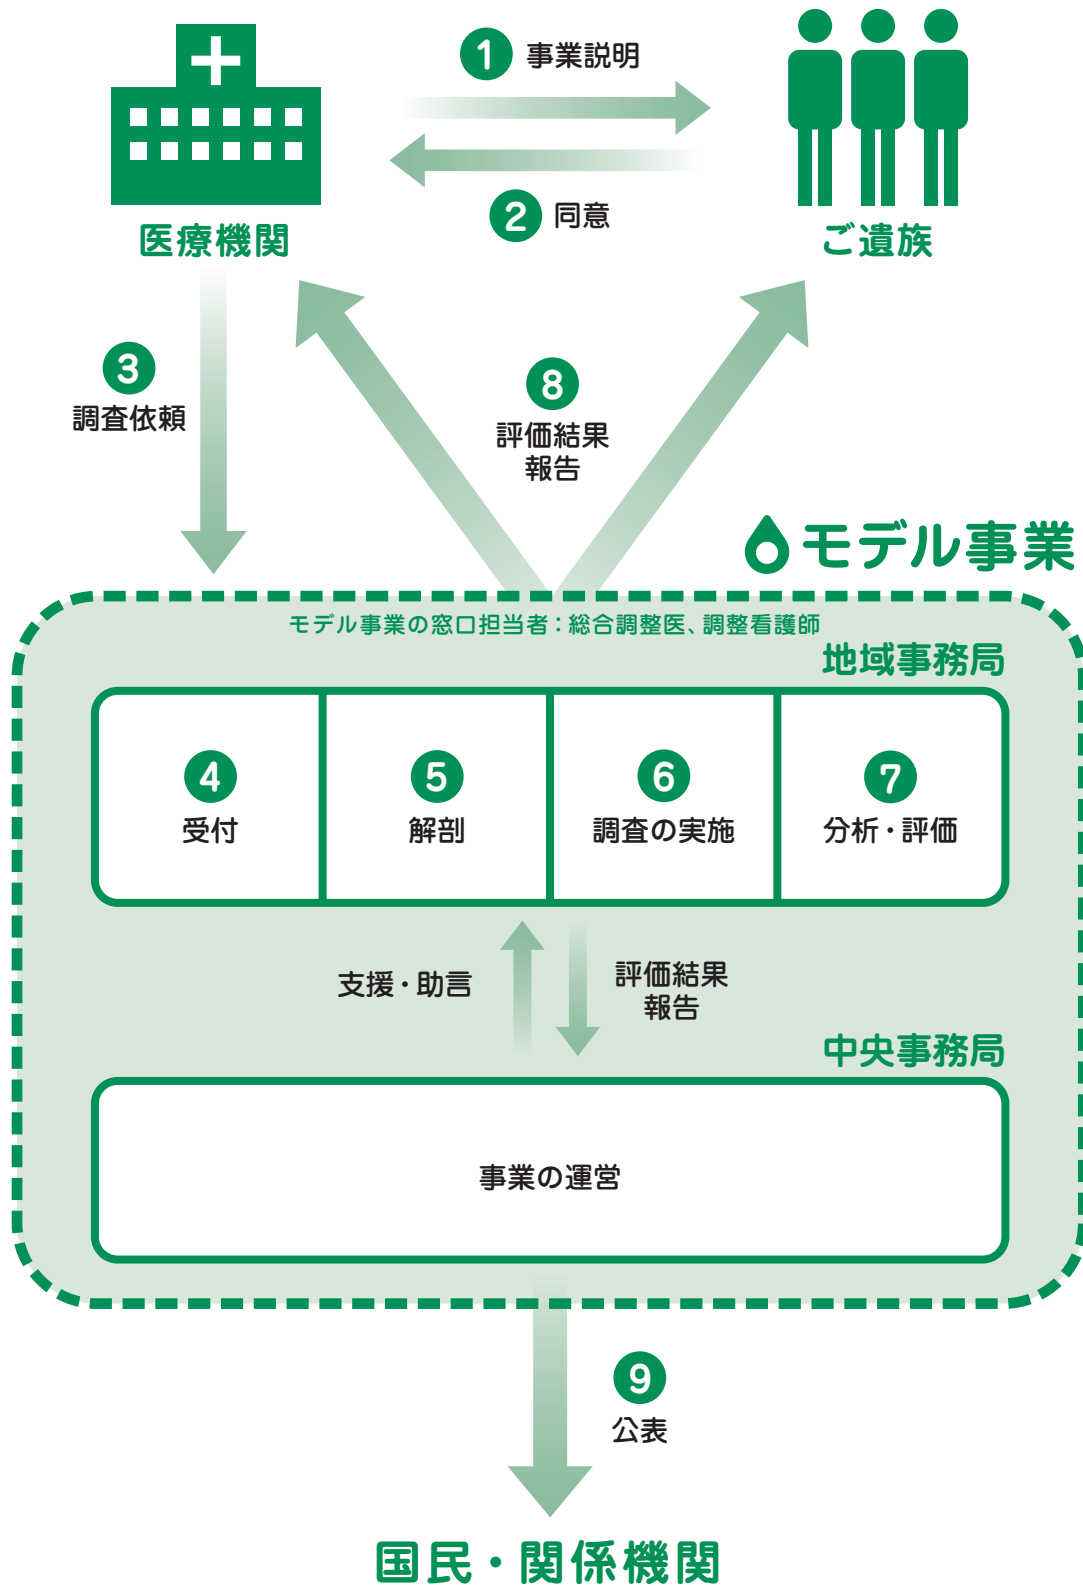 1 事業説明
2 同意
医療機関
ご遺族
3
調査依頼
8
評価結果
報告
モデル事業
モデル事業の窓口担当者：総合調整医、調整看護師
地域事務局
4
受付
5
解剖
6
調査の実施
7
分析・評価
支援・助言
評価結果
報告
中央事務局
事業の運営
9
公表
国民・関係機関